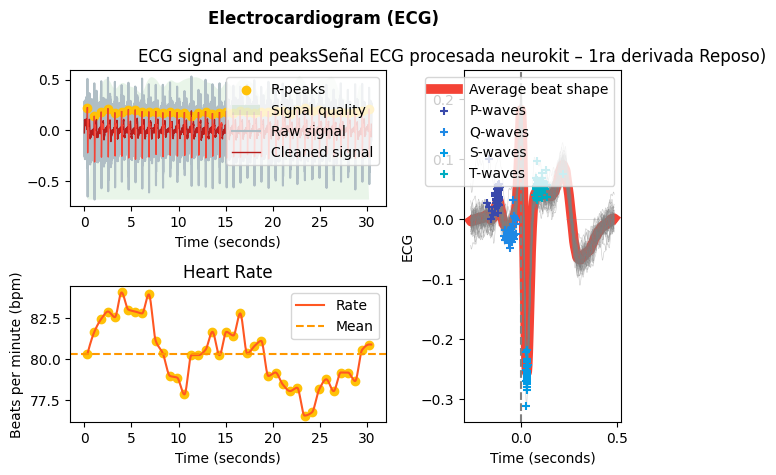 Electrocardiogram (ECG)
ECG signal and peaksSeñal ECG procesada neurokit – 1ra derivada Reposo)
0.5
0.0
−0.5
R-peaks
Signal quality
Raw signal
Cleaned signal
0 5 10 15 20 25 30
Time (seconds)
Heart Rate
Beats per minute (bpm)
82.5
80.0
77.5
Rate
Mean
0 5 10 15 20 25 30
Time (seconds)
ECG
0.2
0.1
0.0
−0.1
−0.2
−0.3
Average beat shape
P-waves
Q-waves
S-waves
T-waves
0.0 0.5
Time (seconds)